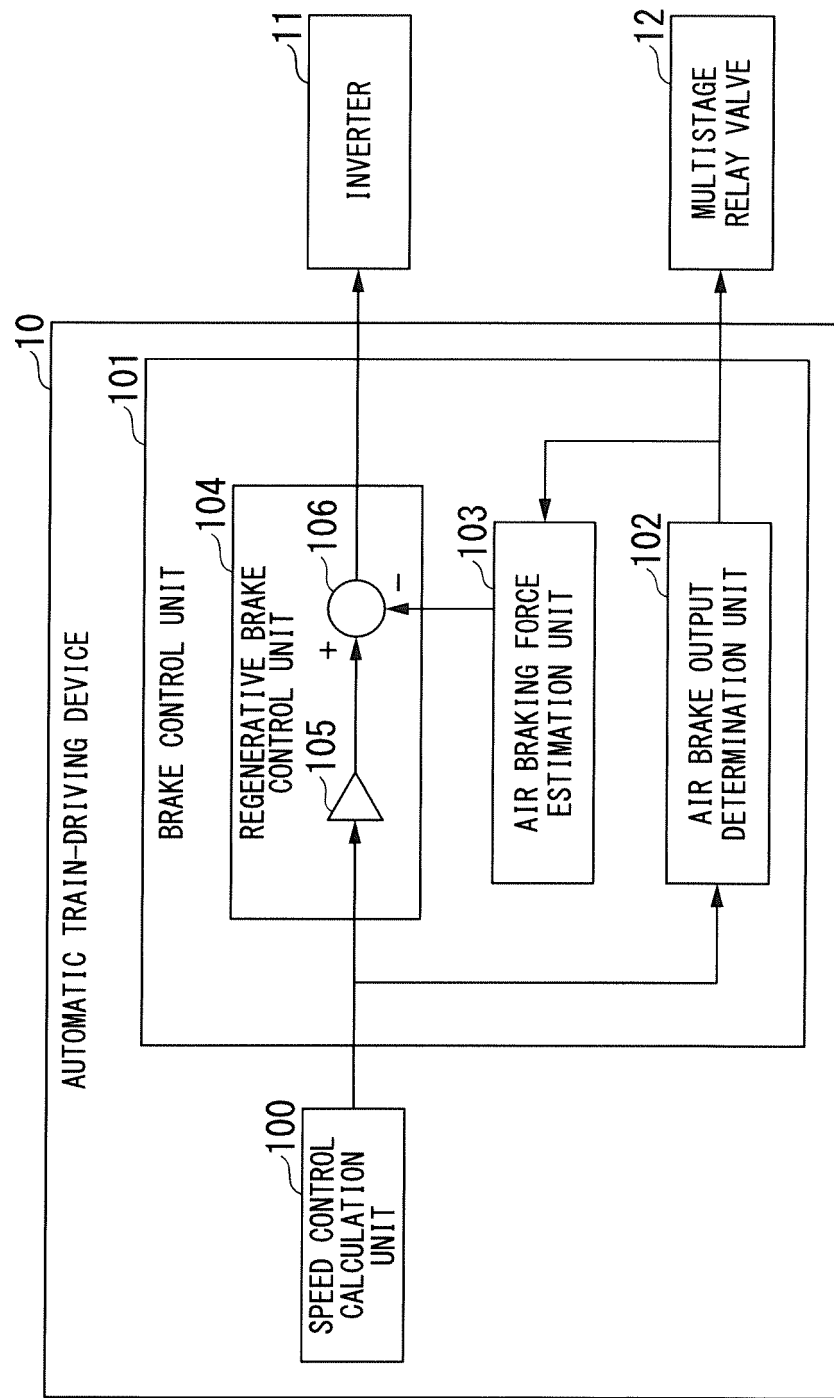 10
AUTOMATIC TRAIN-DRIVING DEVICE
101
BRAKE CONTROL UNIT
100
SPEED CONTROL
CALCULATION
UNIT
104
REGENERATIVE BRAKE
CONTROL UNIT
105
106
+
-
11
INVERTER
103
AIR BRAKING FORCE
ESTIMATION UNIT
102
AIR BRAKE OUTPUT
DETERMINATION UNIT
12
MULTISTAGE
RELAY VALVE